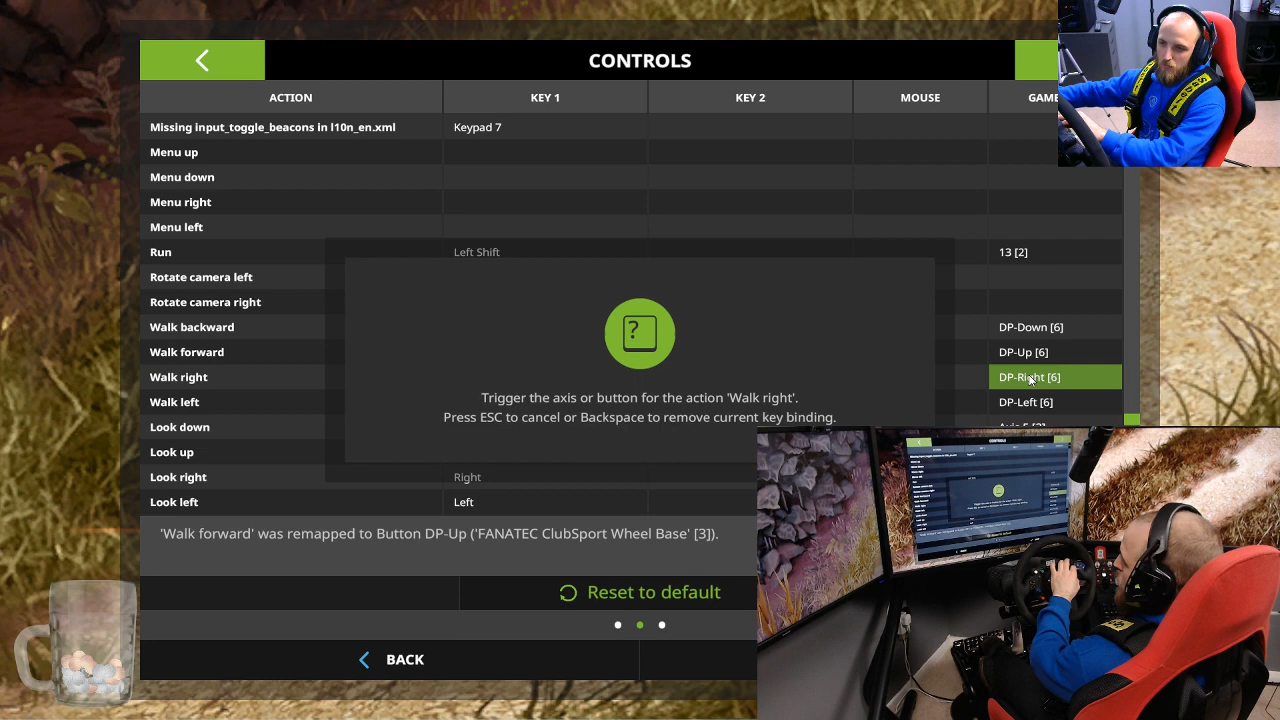 CONTROLS
ACTION KEY 1 KEY 2 MOUSE GAME
Missing input_toggle_beacons in l10n_en.xml Keypad 7
Menu up
Menu down
Menu right
Menu left
Run Left Shift 13 [2]
Rotate camera left
Rotate camera right
Walk backward DP-Down [6]
Walk forward DP-Up [6]
Walk right DP-Right [6]
Walk left DP-Left [6]
Look down
Look up
Look right Right
Look left Left
?
Trigger the axis or button for the action 'Walk right'.
Press ESC to cancel or Backspace to remove current key binding.
'Walk forward' was remapped to Button DP-Up ('FANATEC ClubSport Wheel Base' [3]).
Reset to default
BACK